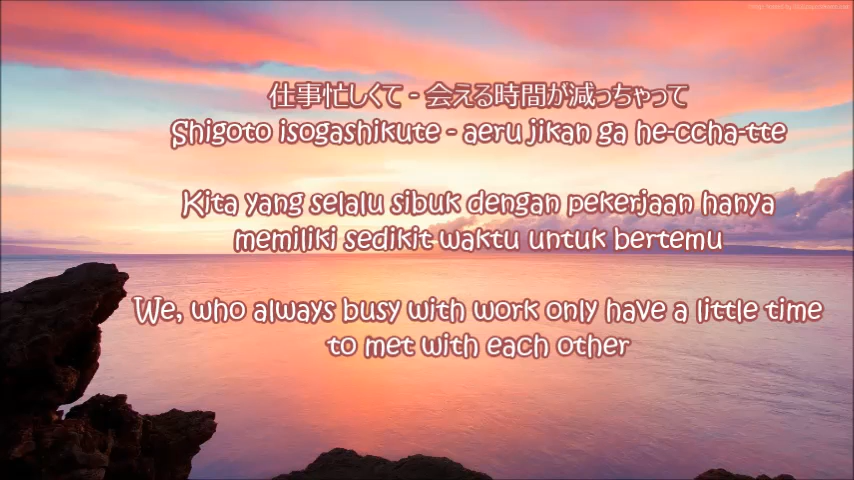 仕事忙しくて - 会える時間が減っちゃって
Shigoto isogashikute - aeru jikan ga he-ccha-tte
Kita yang selalu sibuk dengan pekerjaan hanya
memiliki sedikit waktu untuk bertemu
We, who always busy with work only have a little time
to met with each other